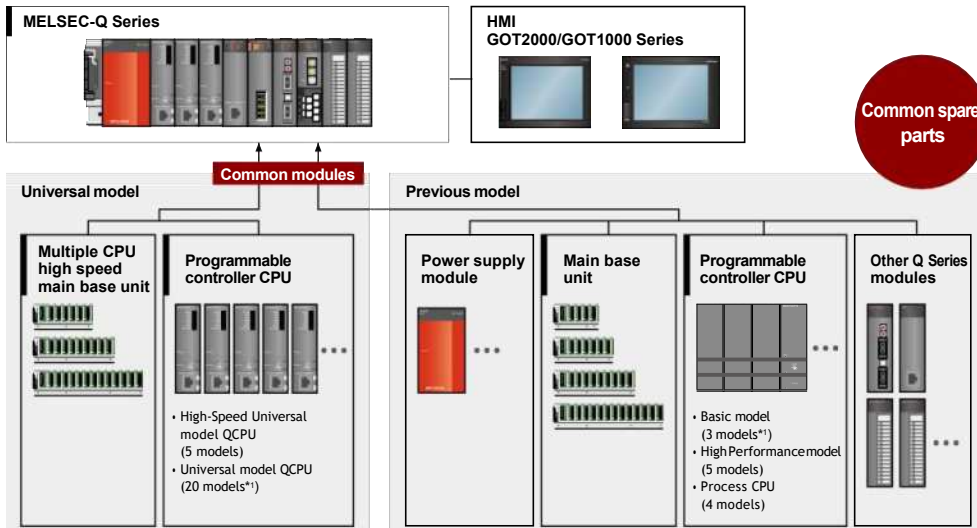 MELSEC-Q Series
HMI
GOT2000/GOT1000 Series
Common spare
parts
Common modules
Universal model
Previous model
Multiple CPU
high speed
main base unit
Programmable
controller CPU
• High-Speed Universal
model QCPU
(5 models)
• Universal model QCPU
(20 models*1)
Power supply
module
Main base
unit
Programmable
controller CPU
• Basic model
(3 models*1)
• High Performance model
(5 models)
• Process CPU
(4 models)
Other Q Series
modules